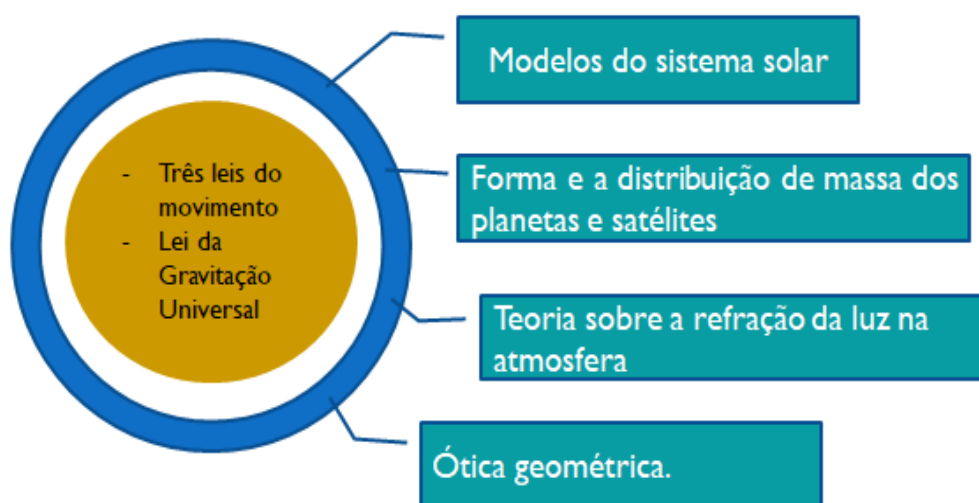 - Três leis do
movimento
- Lei da
Gravitação
Universal
Modelos do sistema solar
Forma e a distribuição de massa dos
planetas e satélites
Teoria sobre a refração da luz na
atmosfera
Ótica geométrica.